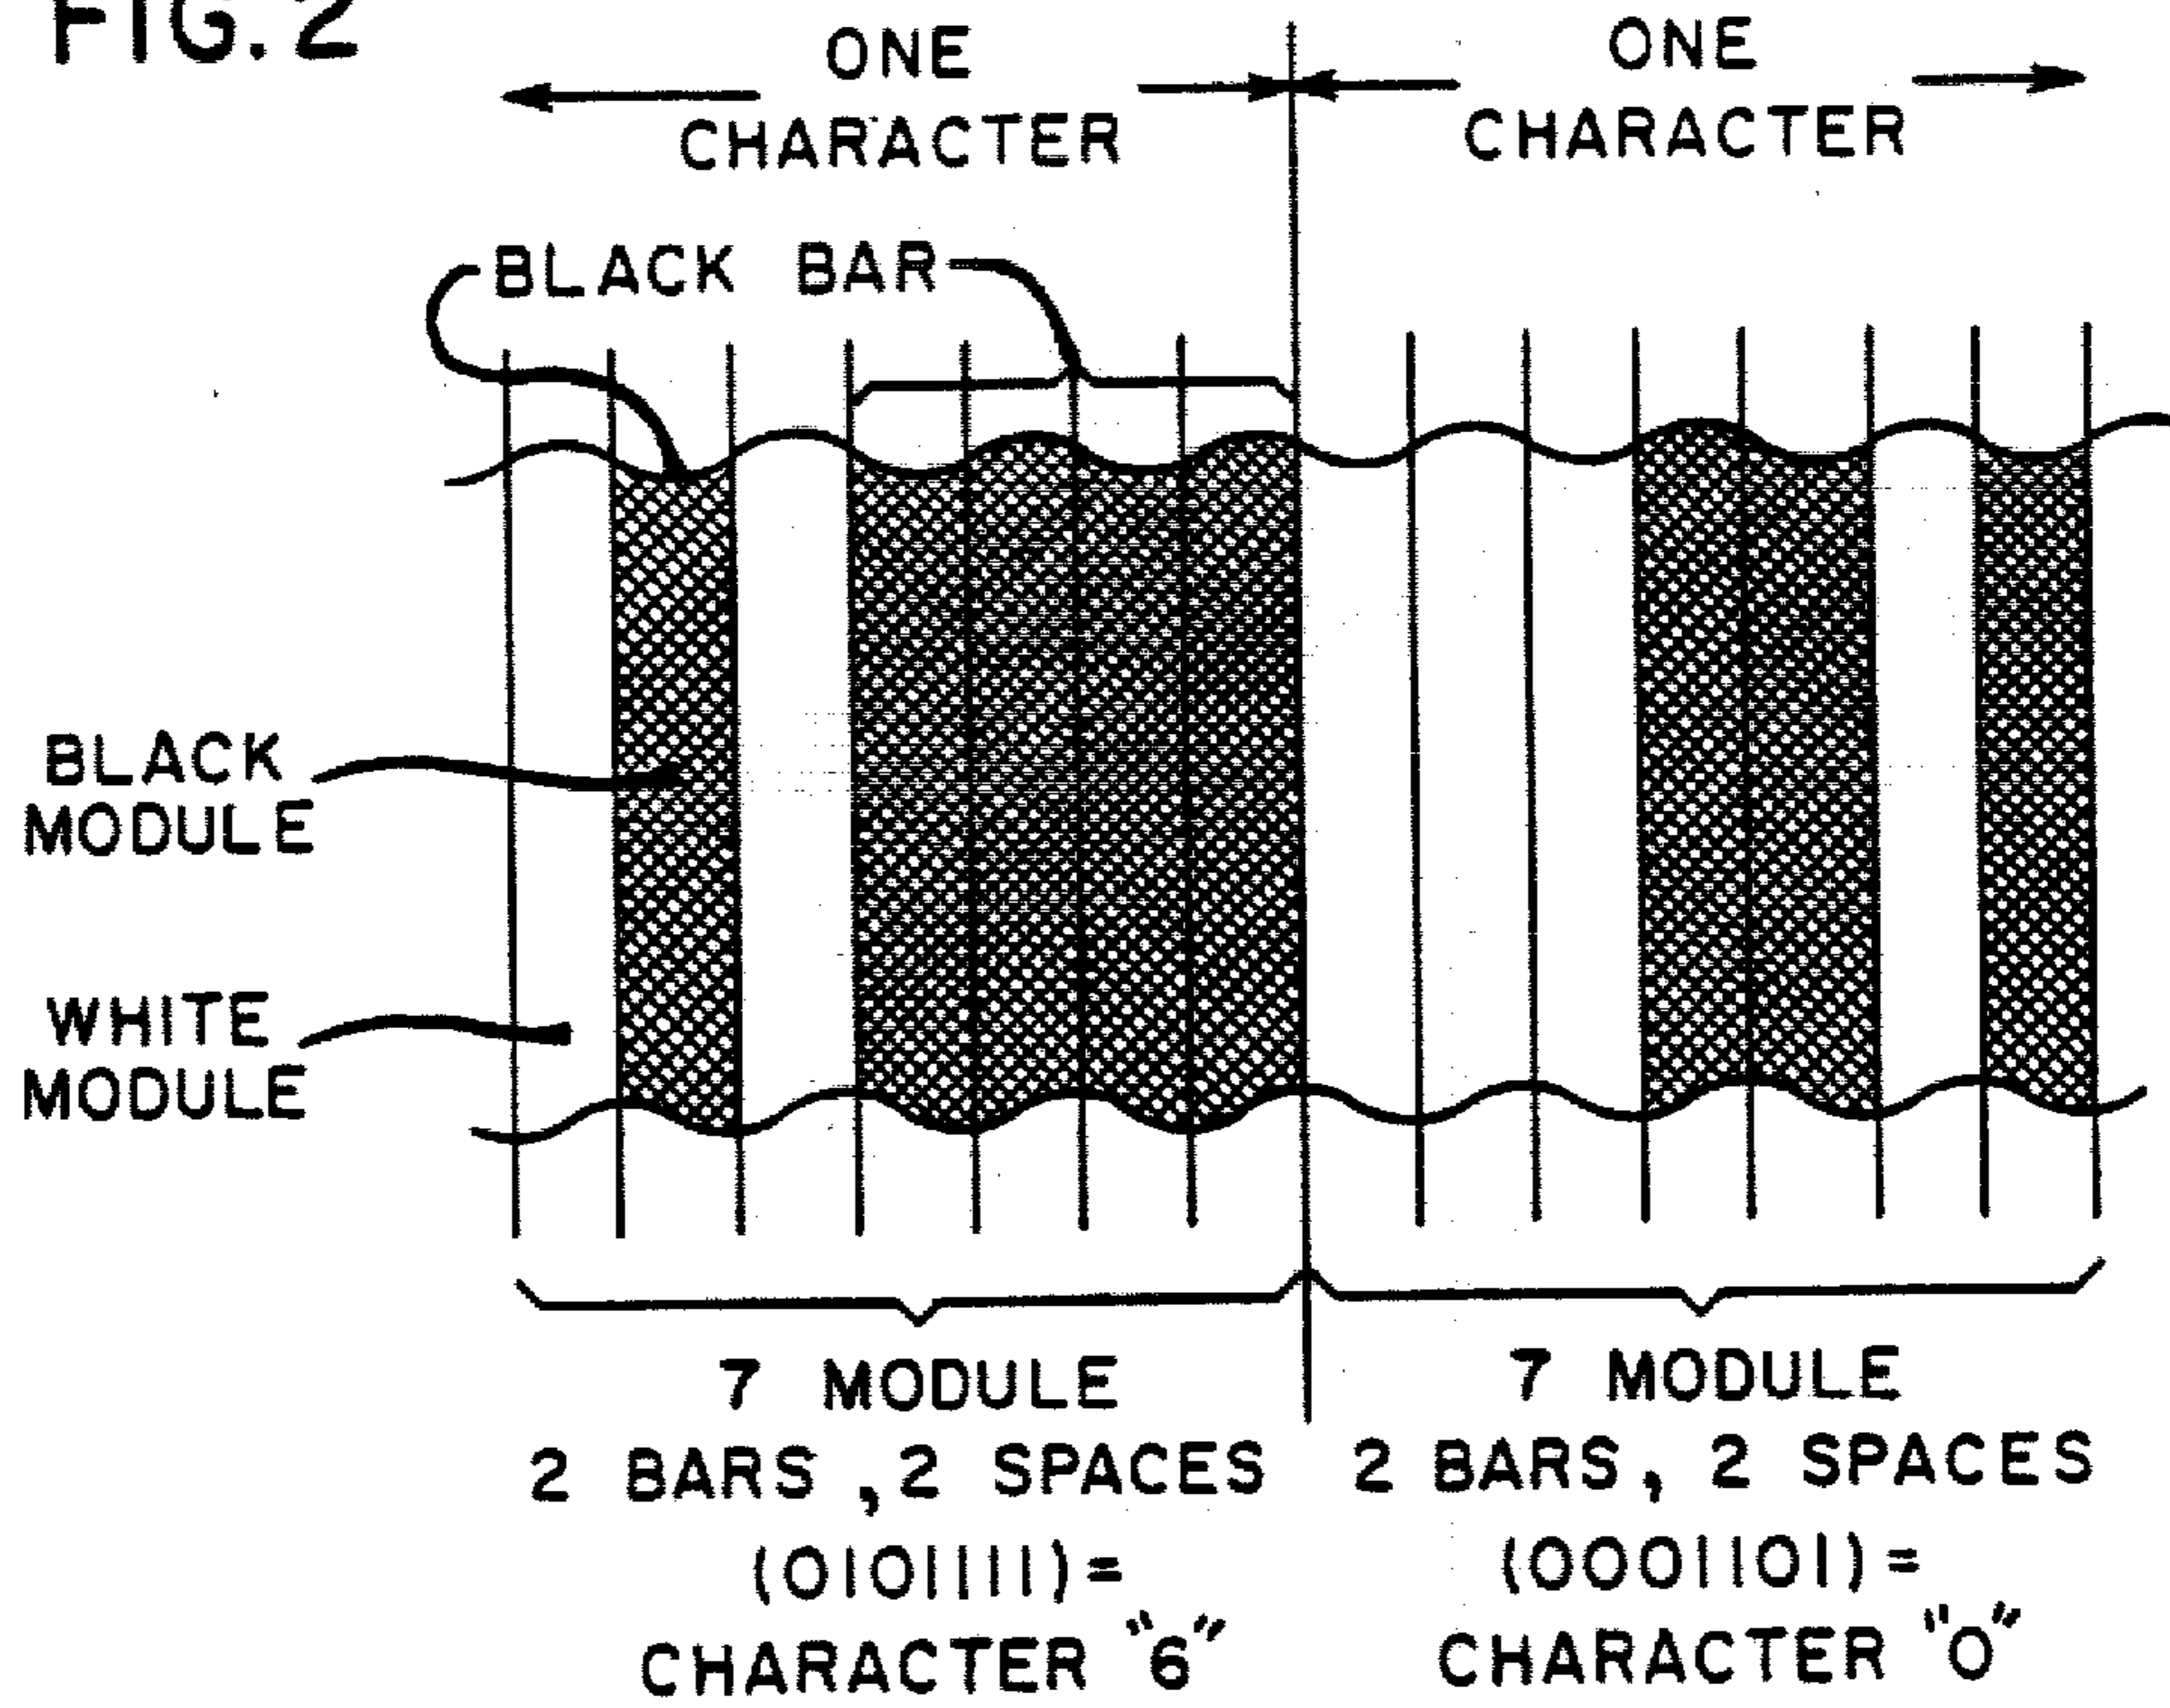 FIG. 2
ONE CHARACTER
ONE CHARACTER
BLACK BAR
BLACK MODULE
WHITE MODULE
7 MODULE
2 BARS , 2 SPACES
(0101111) =
CHARACTER "6"
7 MODULE
2 BARS, 2 SPACES
(0001101) =
CHARACTER "0"